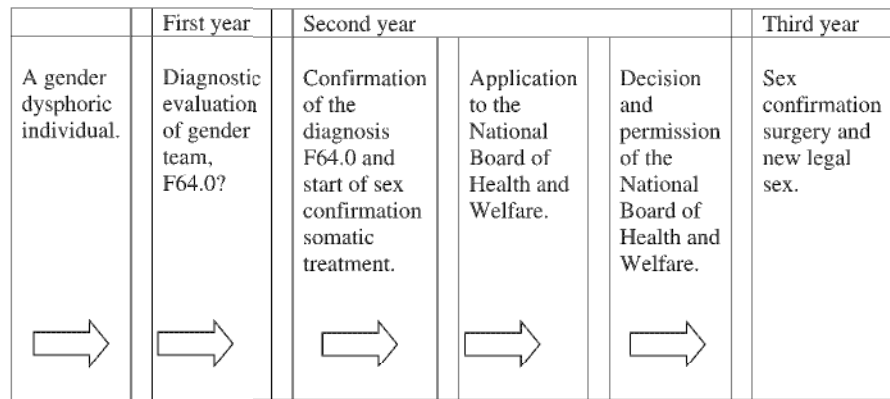 First year
Second year
Third year
A gender
dysphoric
individual.
Diagnostic
evaluation
of gender
team,
F64.0?
Confirmation
of the
diagnosis
F64.0 and
start of sex
confirmation
somatic
treatment.
Application
to the
National
Board of
Health and
Welfare.
Decision
and
permission
of the
National
Board of
Health and
Welfare.
Sex
confirmation
surgery and
new legal
sex.